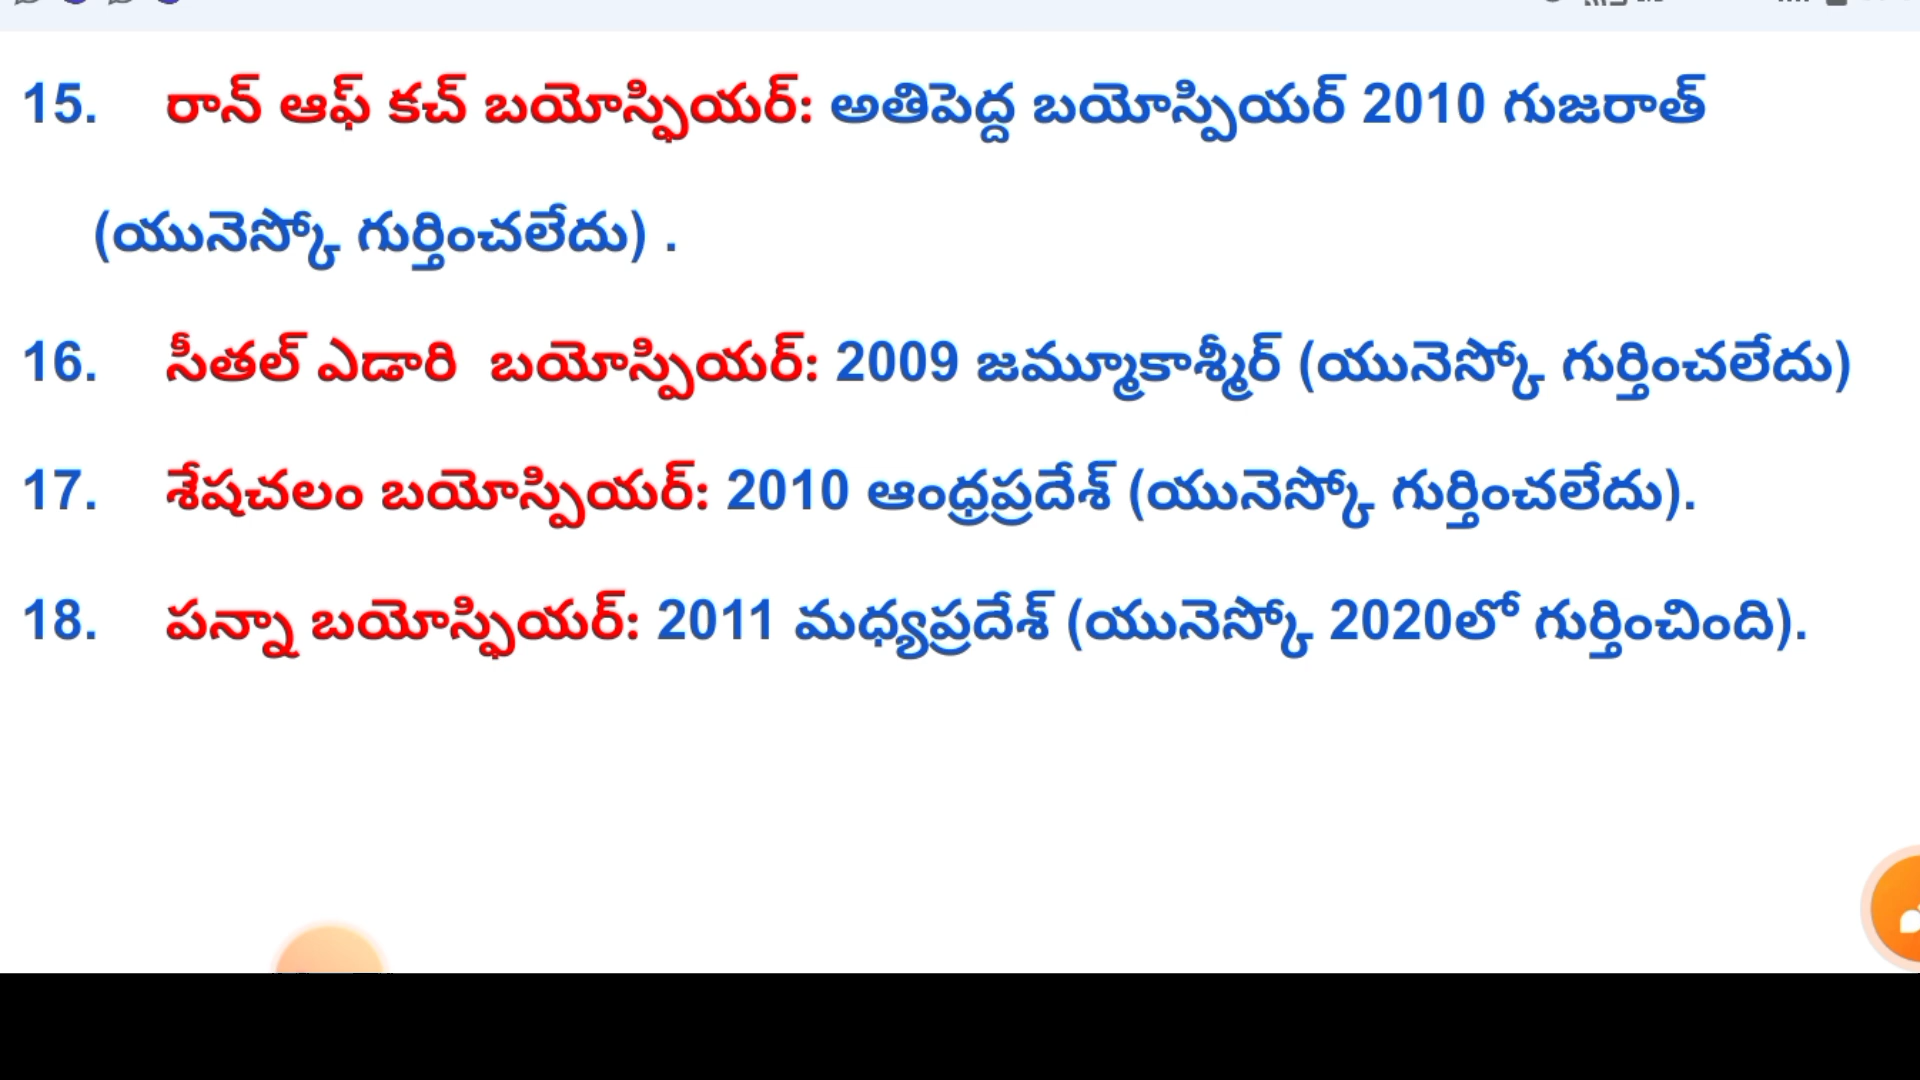 15. రాన్ ఆఫ్ కచ్ బయోస్ఫియర్: అతిపెద్ద బయోస్పియర్ 2010 గుజరాత్
(యునెస్కో గుర్తించలేదు) .
16. సీతల్ ఎడారి బయోస్పియర్: 2009 జమ్మూకాశ్మీర్ (యునెస్కో గుర్తించలేదు)
17. శేషచలం బయోస్పియర్: 2010 ఆంధ్రప్రదేశ్ (యునెస్కో గుర్తించలేదు).
18. పన్నా బయోస్ఫియర్: 2011 మధ్యప్రదేశ్ (యునెస్కో 2020లో గుర్తించింది).